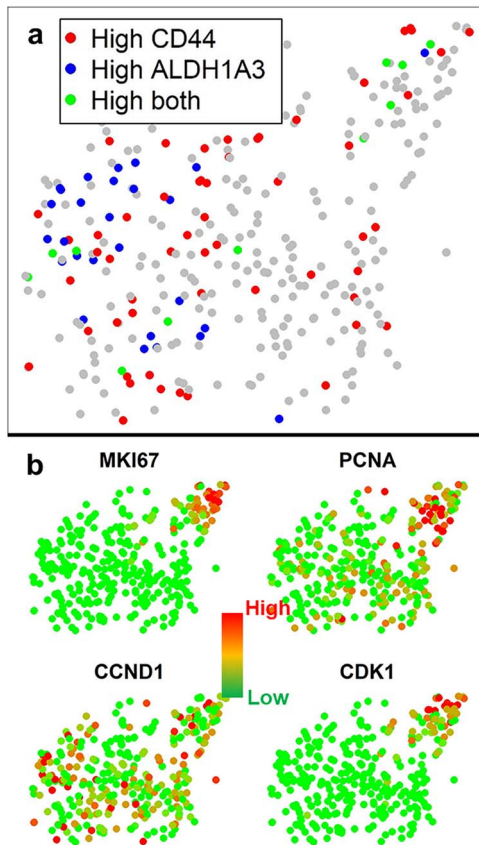 a
High CD44
High ALDH1A3
High both
b
MKI67
PCNA
High
CCND1
Low
CDK1